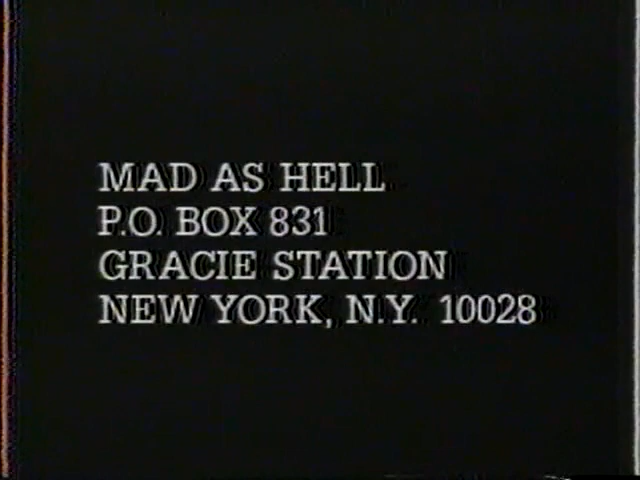 MAD AS HELL
P.O. BOX 831
GRACIE STATION
NEW YORK, N.Y. 10028